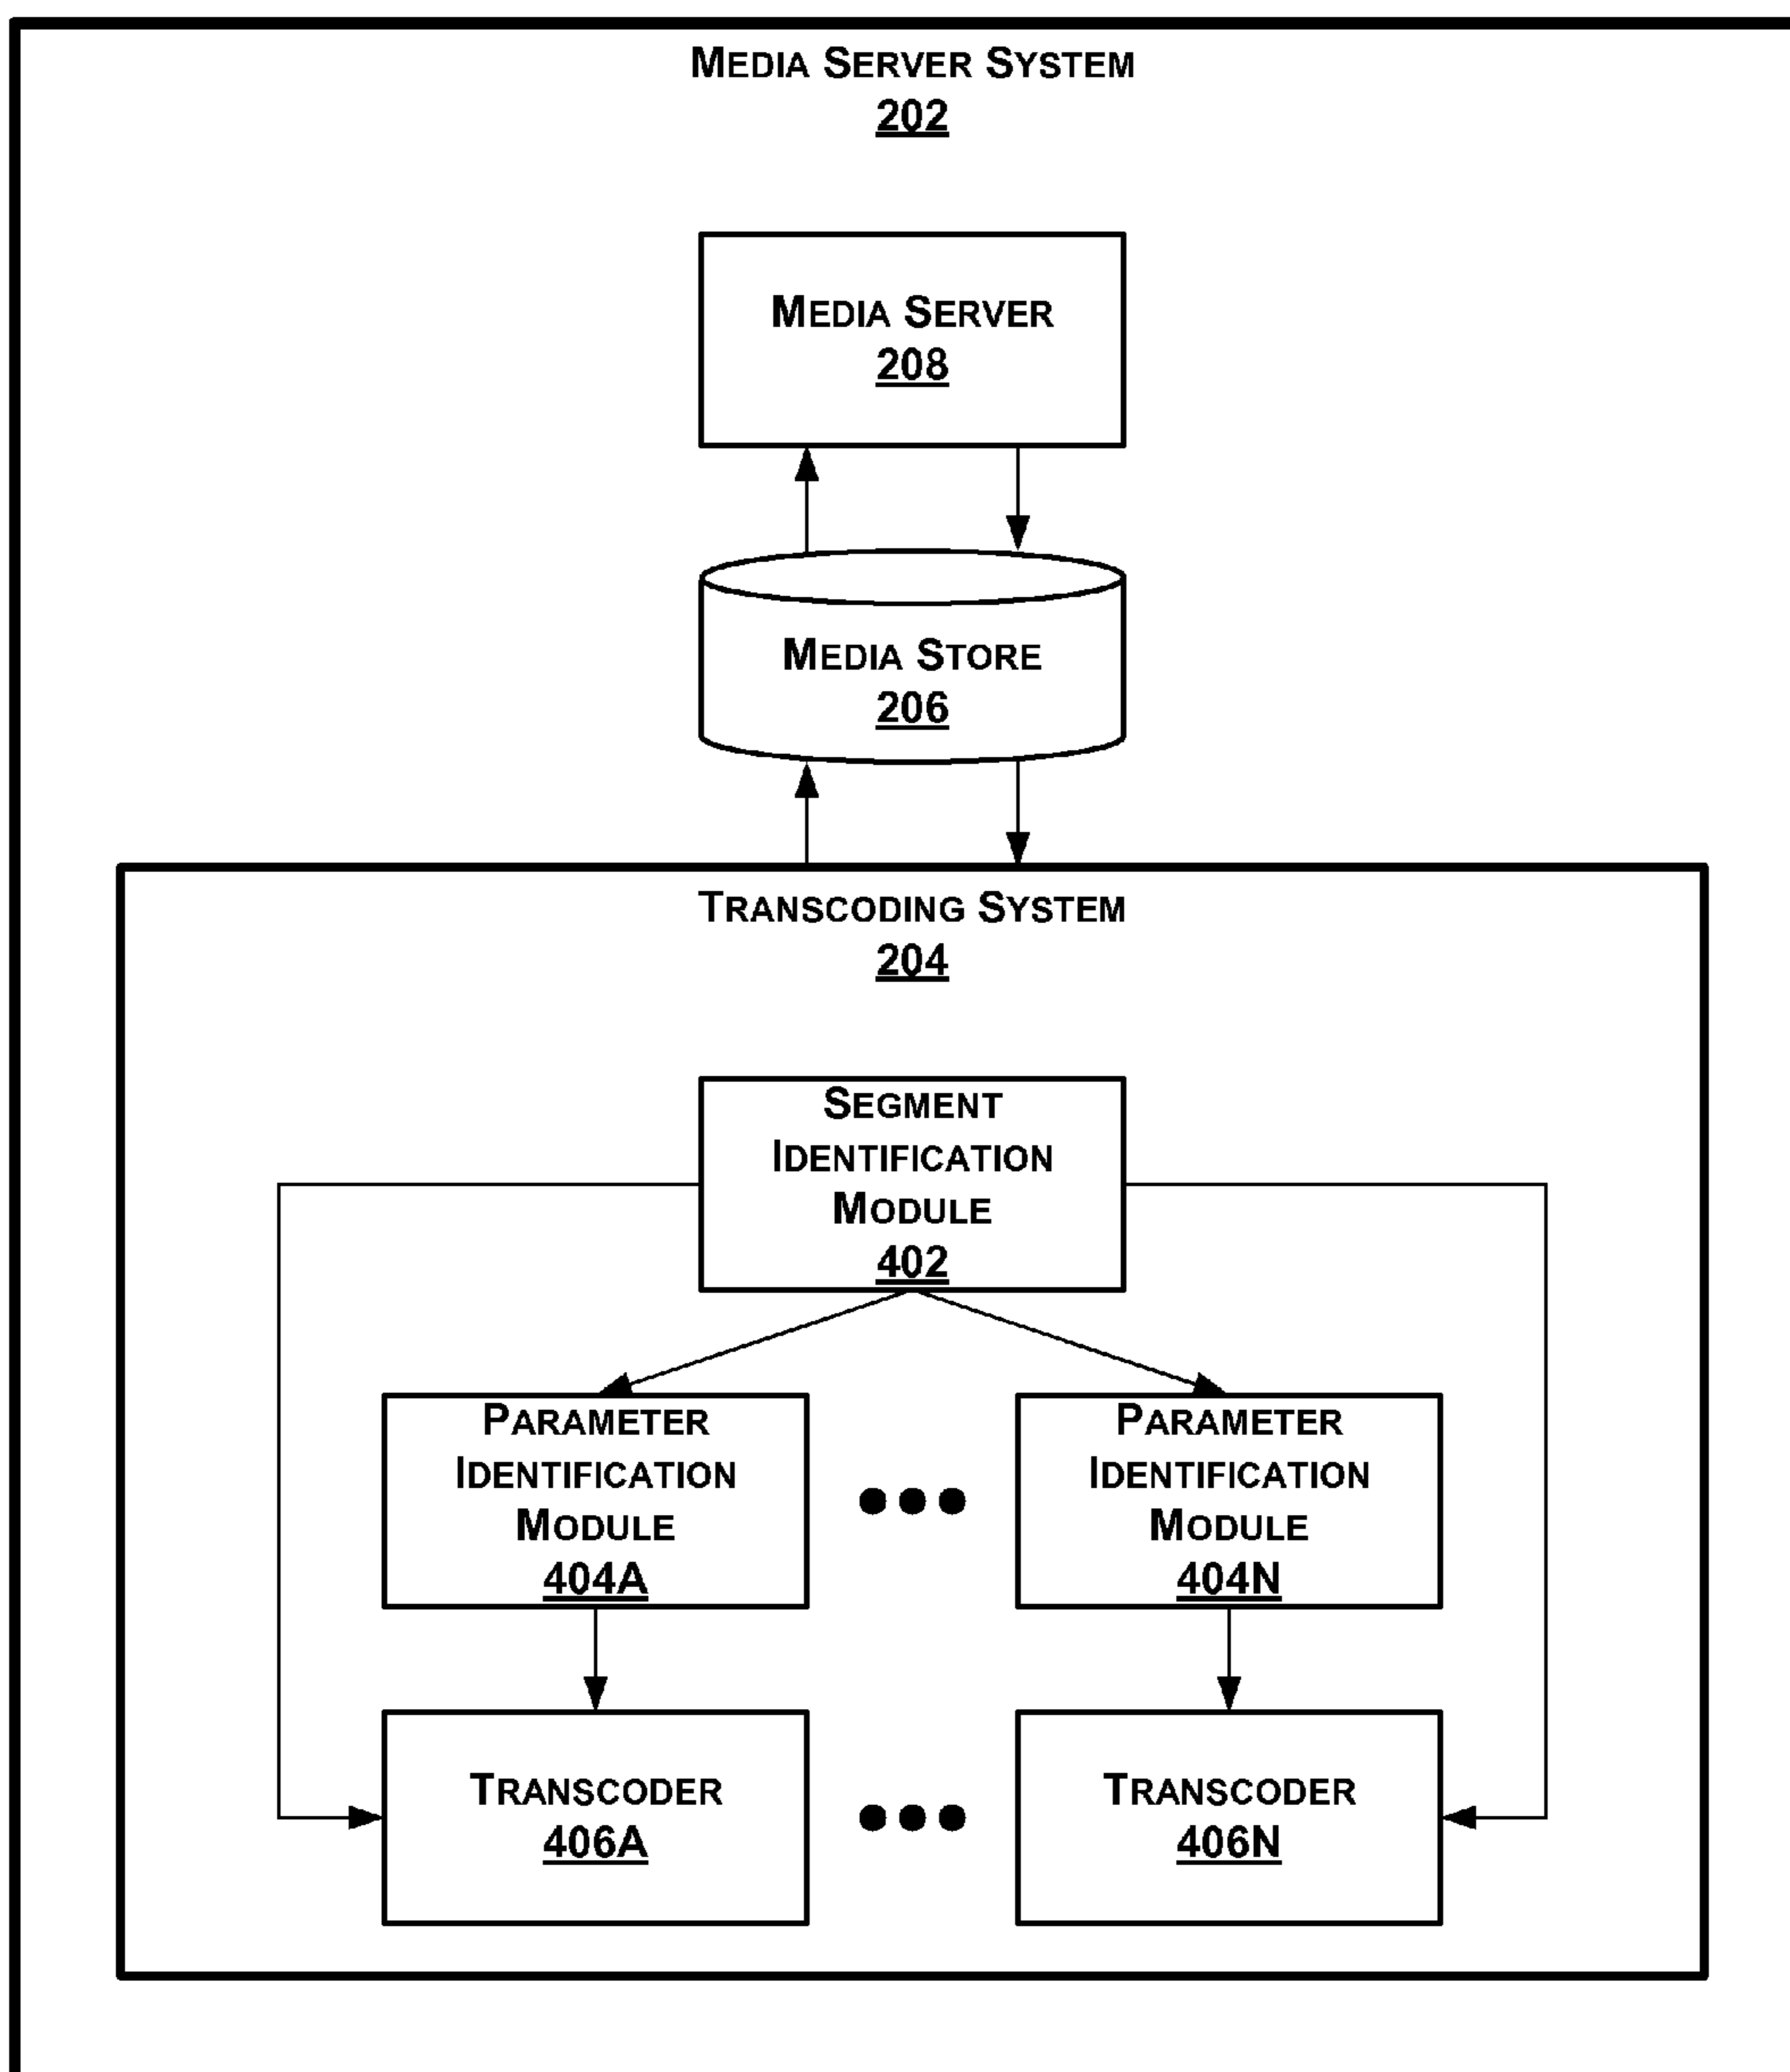 MEDIA SERVER SYSTEM
202
MEDIA SERVER
208
MEDIA STORE
206
TRANSCODING SYSTEM
204
SEGMENT
IDENTIFICATION
MODULE
402
PARAMETER
IDENTIFICATION
MODULE
404A
PARAMETER
IDENTIFICATION
MODULE
404N
TRANSCODER
406A
TRANSCODER
406N